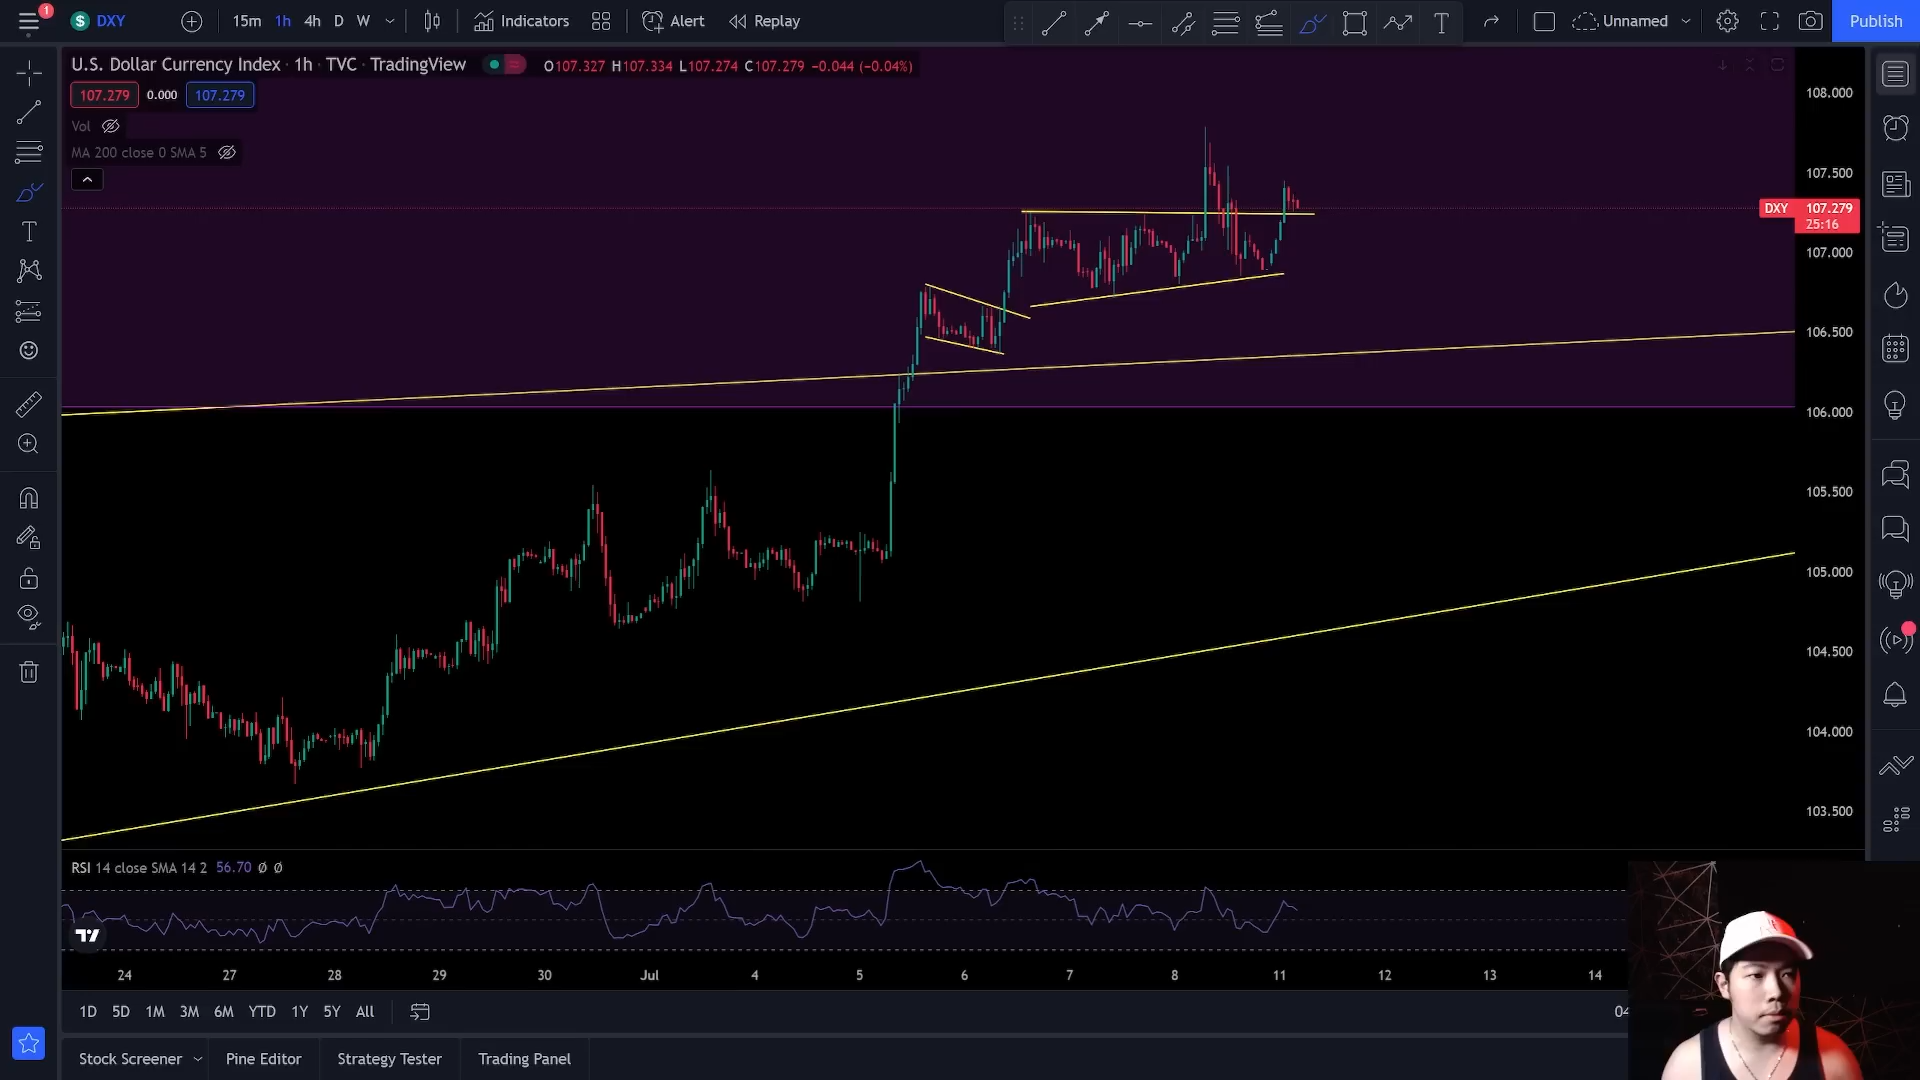 1
$ DXY 15m 1h 4h D W Indicators Alert Replay T Unnamed Publish
U.S. Dollar Currency Index · 1h · TVC · TradingView O107.327 H107.334 L107.274 C107.279 −0.044 (−0.04%)
107.279 0.000 107.279
Vol
MA 200 close 0 SMA 5
108.000
107.500
DXY 107.279
25:16
107.000
106.500
106.000
105.500
105.000
104.500
104.000
103.500
RSI 14 close SMA 14 2 56.70 Ø Ø
24 27 28 29 30 Jul 4 5 6 7 8 11 12 13 14
1D 5D 1M 3M 6M YTD 1Y 5Y All 04
Stock Screener Pine Editor Strategy Tester Trading Panel